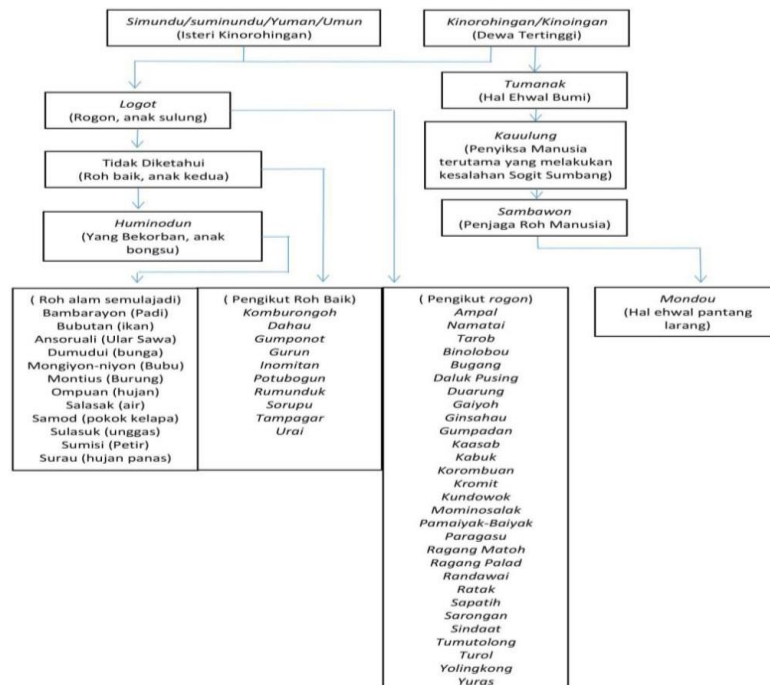 Simundu/suminundu/Yuman/Umun
(Isteri Kinorohingan)
Kinorohingan/Kinoingan
(Dewa Tertinggi)
Logot
(Rogon, anak sulung)
Tumanak
(Hal Ehwal Bumi)
Tidak Diketahui
(Roh baik, anak kedua)
Kauulung
(Penyiksa Manusia
terutama yang melakukan
kesalahan Sogit Sumbang)
Huminodun
(Yang Bekorban, anak
bongsu)
Sambawon
(Penjaga Roh Manusia)
( Roh alam semulajadi)
Bambarayon (Padi)
Bubutan (ikan)
Ansoruali (Ular Sawa)
Dumudui (bunga)
Mongiyon-niyon (Bubu)
Montius (Burung)
Ompuan (hujan)
Salasak (air)
Samod (pokok kelapa)
Sulasuk (unggas)
Sumisi (Petir)
Surau (hujan panas)
( Pengikut Roh Baik)
Komburongoh
Dahau
Gumponot
Gurun
Inomitan
Potubogun
Rumunduk
Sorupu
Tampagar
Urai
( Pengikut rogon)
Ampal
Namatai
Tarob
Binolobou
Bugang
Daluk Pusing
Duarung
Gaiyoh
Ginsahau
Gumpadan
Kaasab
Kabuk
Korombuan
Kromit
Kundowok
Mominosalak
Pamaiyak-Baiyak
Paragasu
Ragang Matoh
Ragang Palad
Randawai
Ratak
Sapatih
Sarongan
Sindaat
Tumutolong
Turol
Yolingkong
Yuras
Mondou
(Hal ehwal pantang
larang)